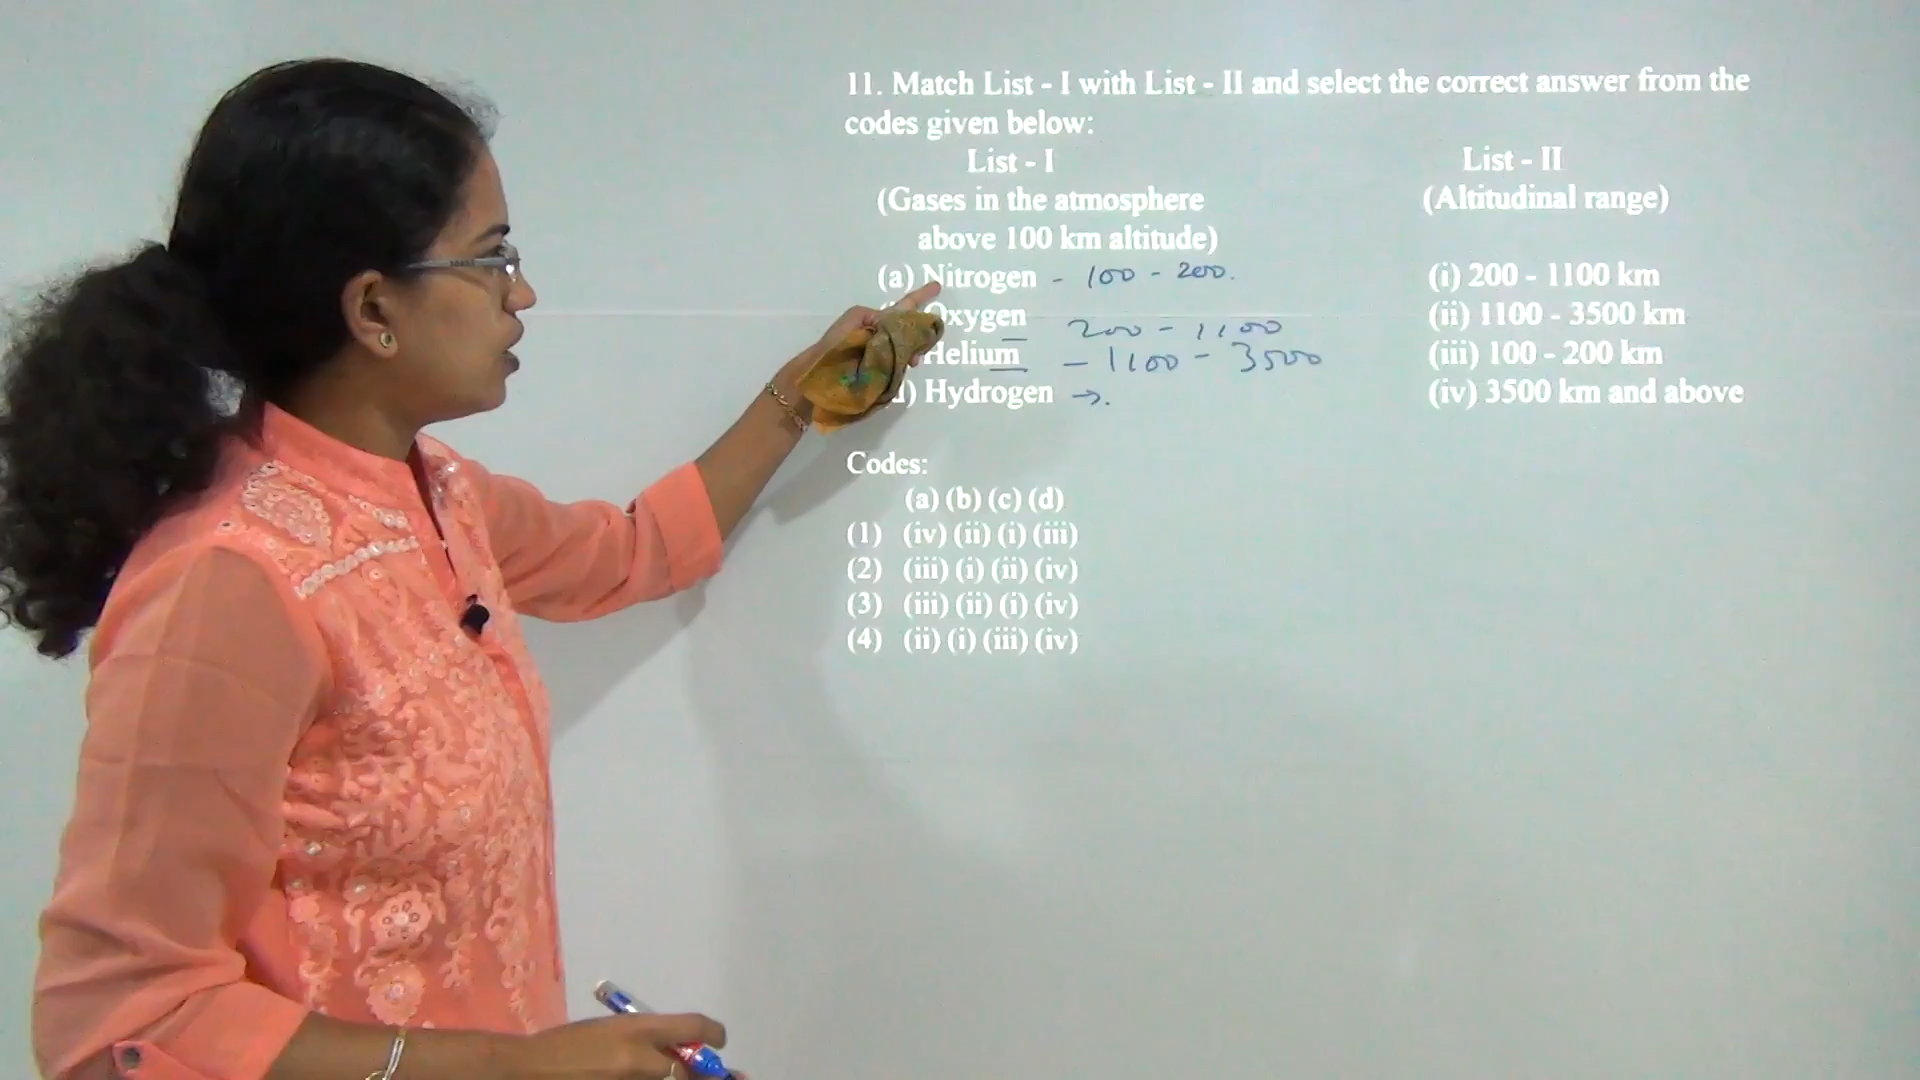 11. Match List - I with List - II and select the correct answer from the
codes given below:
List - I List - II
(Gases in the atmosphere (Altitudinal range)
above 100 km altitude)
(a) Nitrogen - 100 - 200. (i) 200 - 1100 km
Oxygen 200 - 1100 (ii) 1100 - 3500 km
Helium - 1100 - 3500 (iii) 100 - 200 km
Hydrogen → . (iv) 3500 km and above
Codes:
(a) (b) (c) (d)
(1) (iv) (ii) (i) (iii)
(2) (iii) (i) (ii) (iv)
(3) (iii) (ii) (i) (iv)
(4) (ii) (i) (iii) (iv)